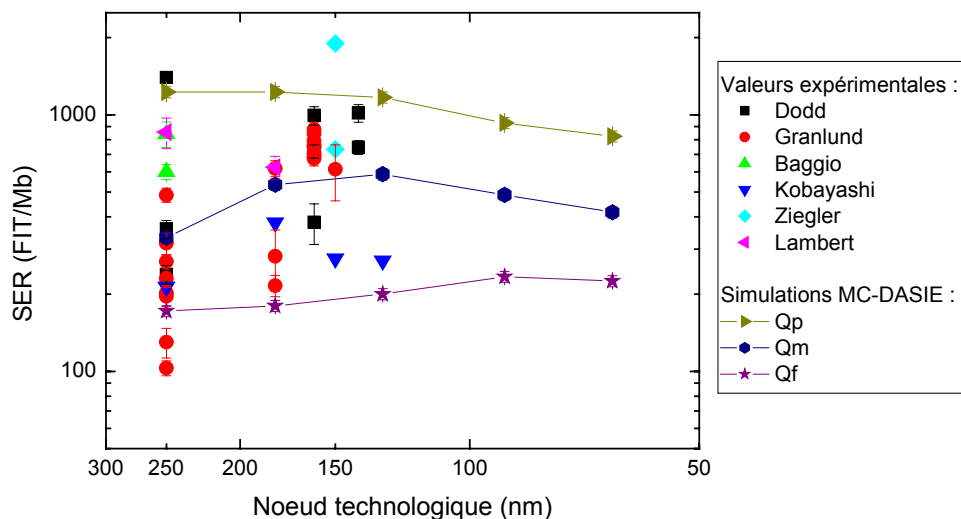 SER (FIT/Mb)
1000
100
300
250
200
150
100
50
Noeud technologique (nm)
Valeurs expérimentales :
Dodd
Granlund
Baggio
Kobayashi
Ziegler
Lambert
Simulations MC-DASIE :
Qp
Qm
Qf